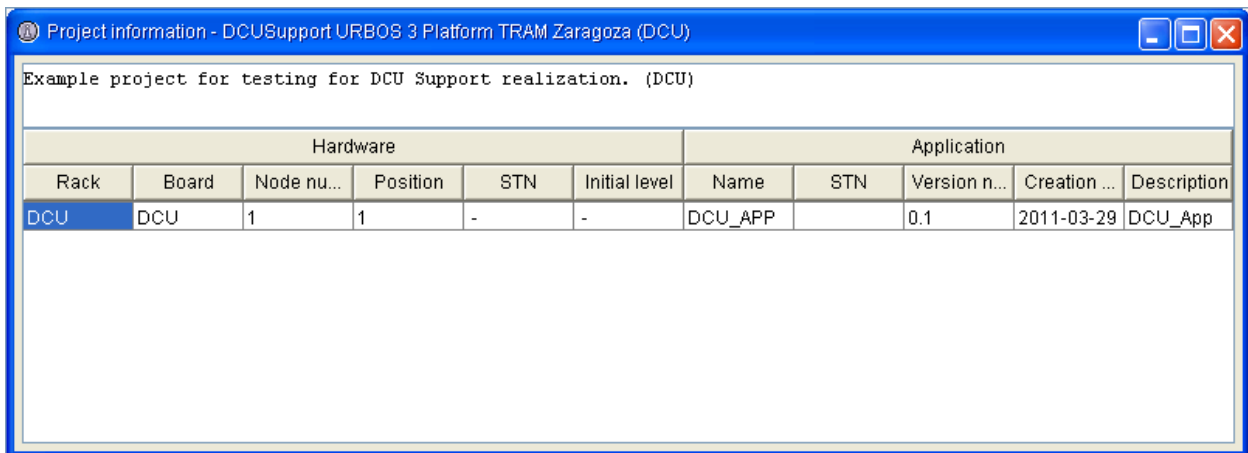 Project information - DCUSupport URBOS 3 Platform TRAM Zaragoza (DCU)
Example project for testing for DCU Support realization. (DCU)
Hardware Application
Rack Board Node nu... Position STN Initial level Name STN Version n... Creation ... Description
DCU DCU 1 1 - - DCU_APP 0.1 2011-03-29 DCU_App